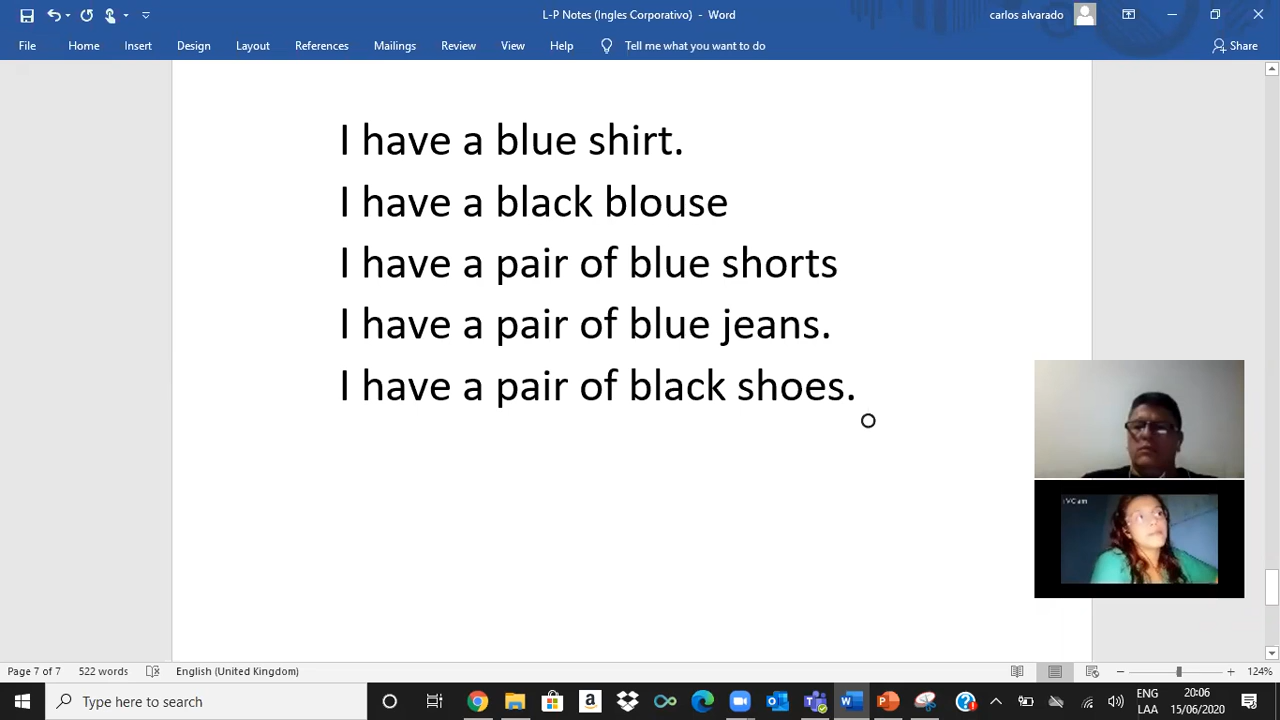 L-P Notes (Ingles Corporativo) - Word
carlos alvarado
File Home Insert Design Layout References Mailings Review View Help Tell me what you want to do Share
I have a blue shirt.
I have a black blouse
I have a pair of blue shorts
I have a pair of blue jeans.
I have a pair of black shoes.
Page 7 of 7 522 words English (United Kingdom) 124%
Type here to search
ENG 20:06
LAA 15/06/2020